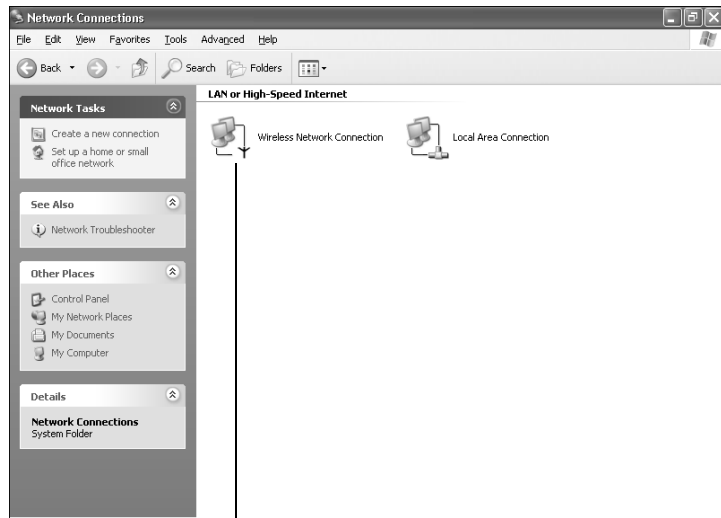 Network Connections
File Edit View Favorites Tools Advanced Help
Back Search Folders
Network Tasks
Create a new connection
Set up a home or small
office network
See Also
Network Troubleshooter
Other Places
Control Panel
My Network Places
My Documents
My Computer
Details
Network Connections
System Folder
LAN or High-Speed Internet
Wireless Network Connection
Local Area Connection